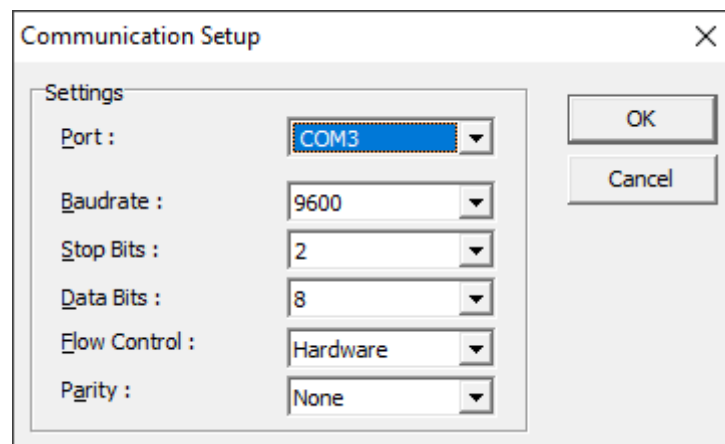 Communication Setup
Settings
Port : COM3
OK
Cancel
Baudrate : 9600
Stop Bits : 2
Data Bits : 8
Flow Control : Hardware
Parity : None